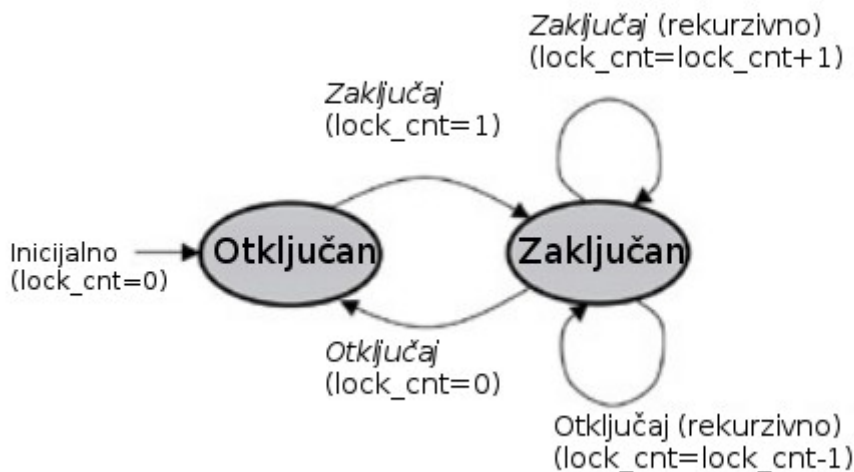 Zaključaj (rekurzivno)
(lock_cnt=lock_cnt+1)
Zaključaj
(lock_cnt=1)
Inicijalno
(lock_cnt=0)
Otključan
Zaključan
Otključaj
(lock_cnt=0)
Otključaj (rekurzivno)
(lock_cnt=lock_cnt-1)